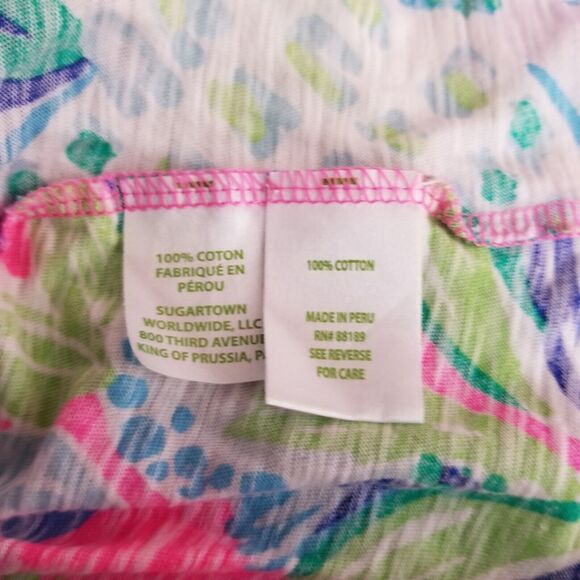 100% COTON
FABRIQUÉ EN
PÉROU
SUGARTOWN
WORLDWIDE, LLC
800 THIRD AVENUE
KING OF PRUSSIA,
100% COTTON
MADE IN PERU
RN# 88189
SEE REVERSE
FOR CARE